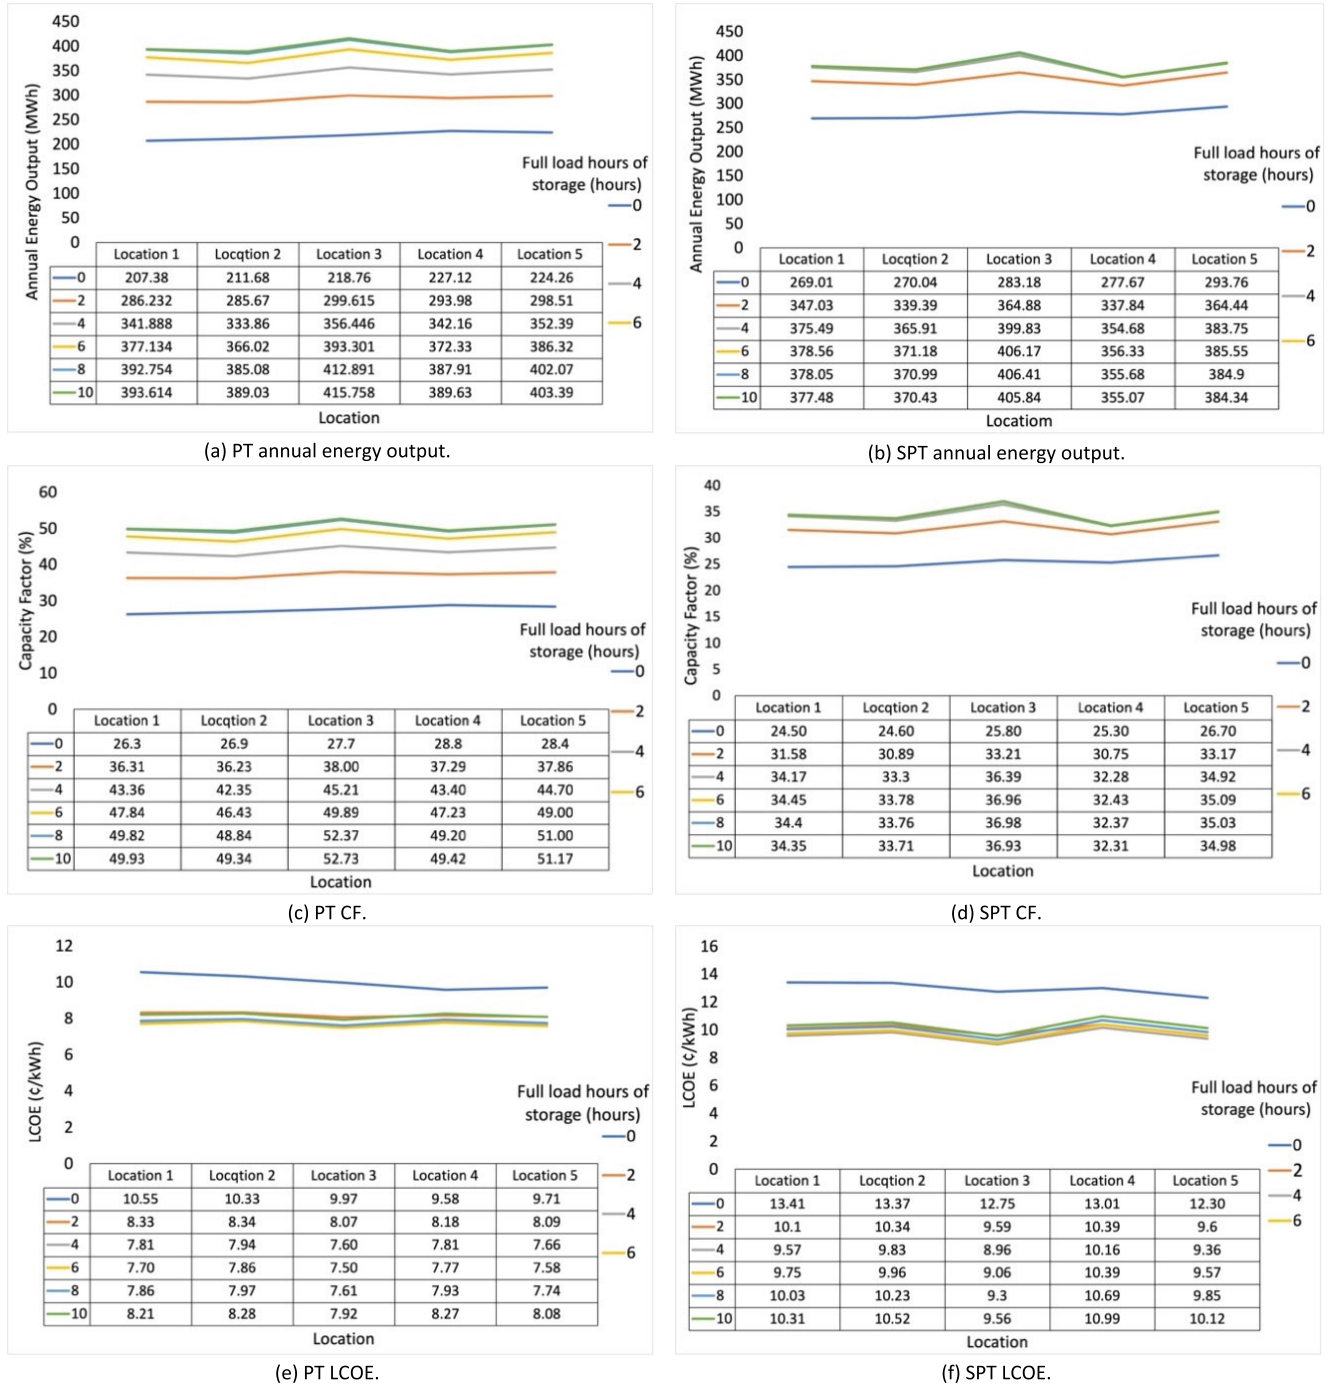 450
400
350
300
250
200
150
100
50
0
Annual Energy Output (MWh)
Full load hours of
storage (hours)
0
2
4
6
Location 1 Locqtion 2 Location 3 Location 4 Location 5
0 207.38 211.68 218.76 227.12 224.26
2 286.232 285.67 299.615 293.98 298.51
4 341.888 333.86 356.446 342.16 352.39
6 377.134 366.02 393.301 372.33 386.32
8 392.754 385.08 412.891 387.91 402.07
10 393.614 389.03 415.758 389.63 403.39
Location
(a) PT annual energy output.
450
400
350
300
250
200
150
100
50
0
Annual Energy Output (MWh)
Full load hours of
storage (hours)
0
2
4
6
Location 1 Locqtion 2 Location 3 Location 4 Location 5
0 269.01 270.04 283.18 277.67 293.76
2 347.03 339.39 364.88 337.84 364.44
4 375.49 365.91 399.83 354.68 383.75
6 378.56 371.18 406.17 356.33 385.55
8 378.05 370.99 406.41 355.68 384.9
10 377.48 370.43 405.84 355.07 384.34
Locatiom
(b) SPT annual energy output.
60
50
40
30
20
10
0
Capacity Factor (%)
Full load hours of
storage (hours)
0
2
4
6
Location 1 Locqtion 2 Location 3 Location 4 Location 5
0 26.3 26.9 27.7 28.8 28.4
2 36.31 36.23 38.00 37.29 37.86
4 43.36 42.35 45.21 43.40 44.70
6 47.84 46.43 49.89 47.23 49.00
8 49.82 48.84 52.37 49.20 51.00
10 49.93 49.34 52.73 49.42 51.17
Location
(c) PT CF.
40
35
30
25
20
15
10
5
0
Capacity Factor (%)
Full load hours of
storage (hours)
0
2
4
6
Location 1 Locqtion 2 Location 3 Location 4 Location 5
0 24.50 24.60 25.80 25.30 26.70
2 31.58 30.89 33.21 30.75 33.17
4 34.17 33.3 36.39 32.28 34.92
6 34.45 33.78 36.96 32.43 35.09
8 34.4 33.76 36.98 32.37 35.03
10 34.35 33.71 36.93 32.31 34.98
Location
(d) SPT CF.
12
10
8
6
4
2
0
LCOE (¢/kWh)
Full load hours of
storage (hours)
0
2
4
6
Location 1 Locqtion 2 Location 3 Location 4 Location 5
0 10.55 10.33 9.97 9.58 9.71
2 8.33 8.34 8.07 8.18 8.09
4 7.81 7.94 7.60 7.81 7.66
6 7.70 7.86 7.50 7.77 7.58
8 7.86 7.97 7.61 7.93 7.74
10 8.21 8.28 7.92 8.27 8.08
Location
(e) PT LCOE.
16
14
12
10
8
6
4
2
0
LCOE (¢/kWh)
Full load hours of
storage (hours)
0
2
4
6
Location 1 Locqtion 2 Location 3 Location 4 Location 5
0 13.41 13.37 12.75 13.01 12.30
2 10.1 10.34 9.59 10.39 9.6
4 9.57 9.83 8.96 10.16 9.36
6 9.75 9.96 9.06 10.39 9.57
8 10.03 10.23 9.3 10.69 9.85
10 10.31 10.52 9.56 10.99 10.12
Location
(f) SPT LCOE.